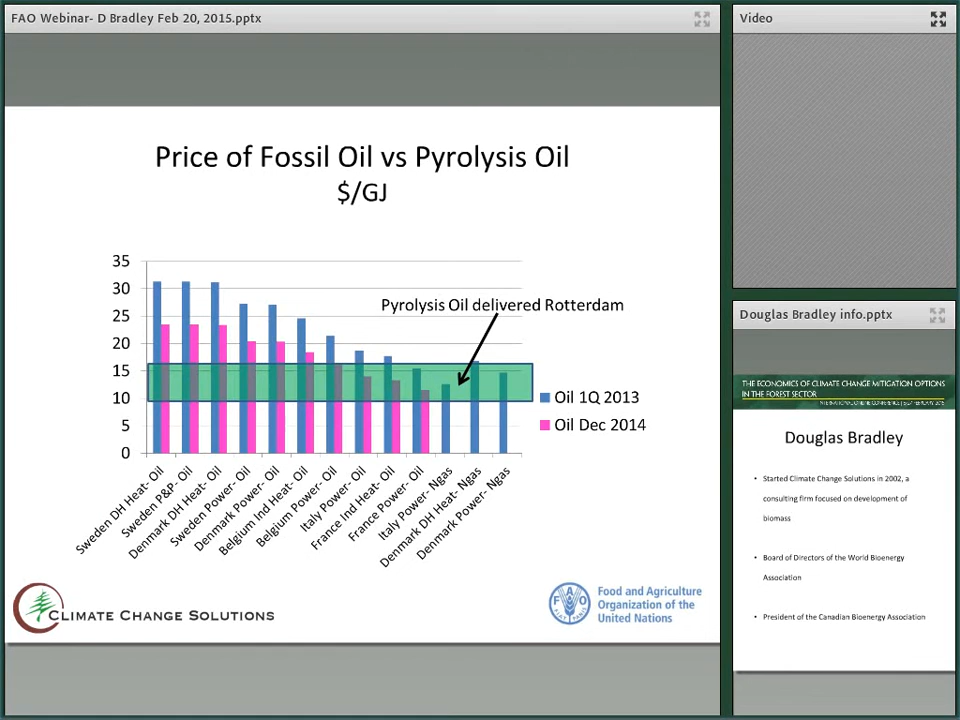 FAO Webinar- D Bradley Feb 20, 2015.pptx
Price of Fossil Oil vs Pyrolysis Oil
$/GJ
35
30
25
20
15
10
5
0
Pyrolysis Oil delivered Rotterdam
Oil 1Q 2013
Oil Dec 2014
Sweden DH Heat- Oil
Sweden P&P- Oil
Denmark DH Heat- Oil
Sweden Power- Oil
Denmark Power- Oil
Belgium Ind Heat- Oil
Belgium Power- Oil
Italy Power- Oil
France Ind Heat- Oil
France Power- Oil
Italy Power- Ngas
Denmark DH Heat- Ngas
Denmark Power- Ngas
CLIMATE CHANGE SOLUTIONS
F A O
FIAT PANIS
Food and Agriculture
Organization of the
United Nations
Video
Douglas Bradley info.pptx
THE ECONOMICS OF CLIMATE CHANGE MITIGATION OPTIONS
IN THE FOREST SECTOR
Douglas Bradley
• Started Climate Change Solutions in 2002, a
consulting firm focused on development of
biomass
• Board of Directors of the World Bioenergy
Association
• President of the Canadian Bioenergy Association